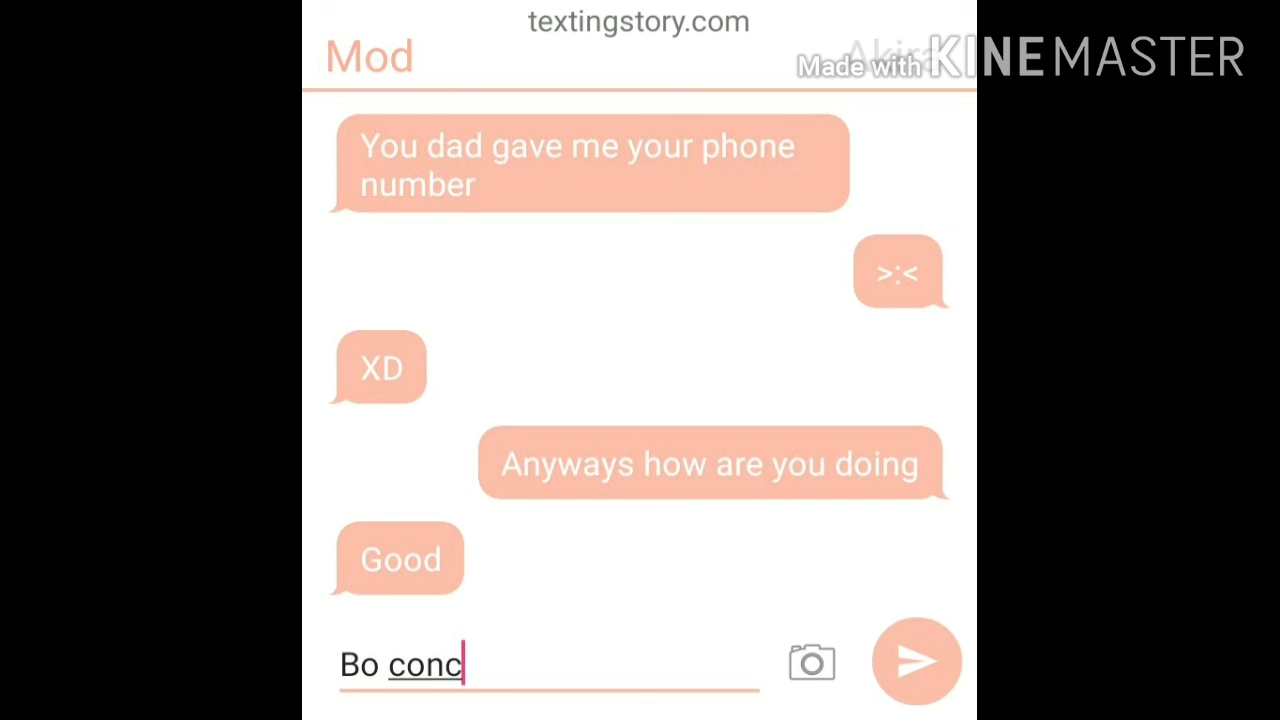 textingstory.com
Mod
Akira
Made with KINEMASTER
You dad gave me your phone
number
>:<
XD
Anyways how are you doing
Good
Bo conc